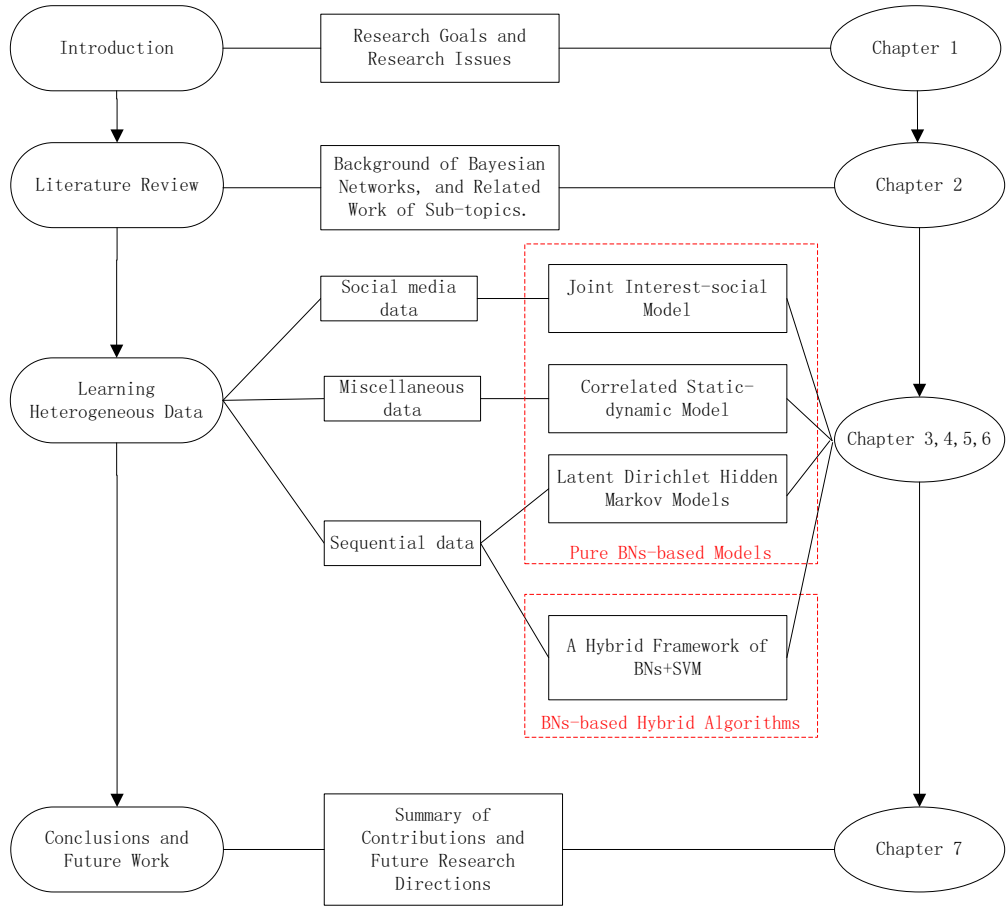 Introduction
Research Goals and
Research Issues
Chapter 1
Literature Review
Background of Bayesian
Networks, and Related
Work of Sub-topics.
Chapter 2
Social media
data
Joint Interest-social
Model
Learning
Heterogeneous Data
Miscellaneous
data
Correlated Static-
dynamic Model
Chapter 3,4,5,6
Latent Dirichlet Hidden
Markov Models
Sequential data
Pure BNs-based Models
A Hybrid Framework of
BNs+SVM
BNs-based Hybrid Algorithms
Conclusions and
Future Work
Summary of
Contributions and
Future Research
Directions
Chapter 7